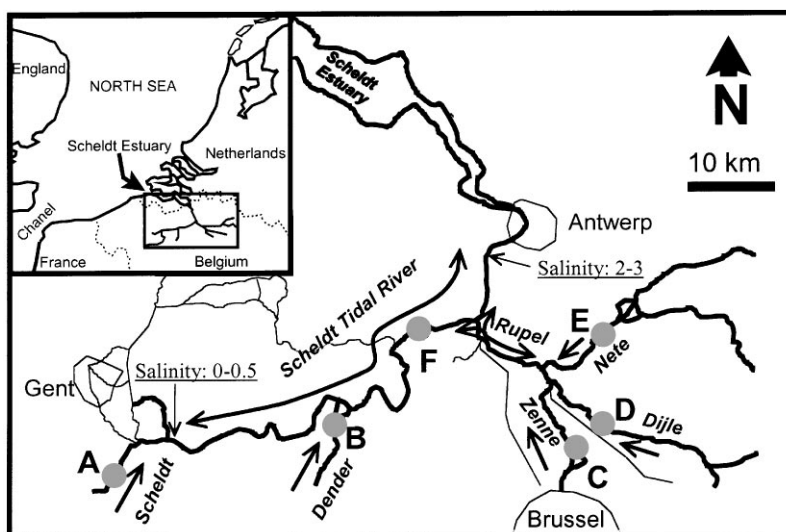 England
NORTH SEA
Scheldt Estuary
Netherlands
Chanel
France
Belgium
Scheldt
Estuary
N
10 km
Antwerp
Salinity: 2-3
Scheldt Tidal River
Rupel
E
Nete
F
Gent
Salinity: 0-0.5
Zenne
D
Dijle
B
A
Scheldt
Dender
C
Brussel